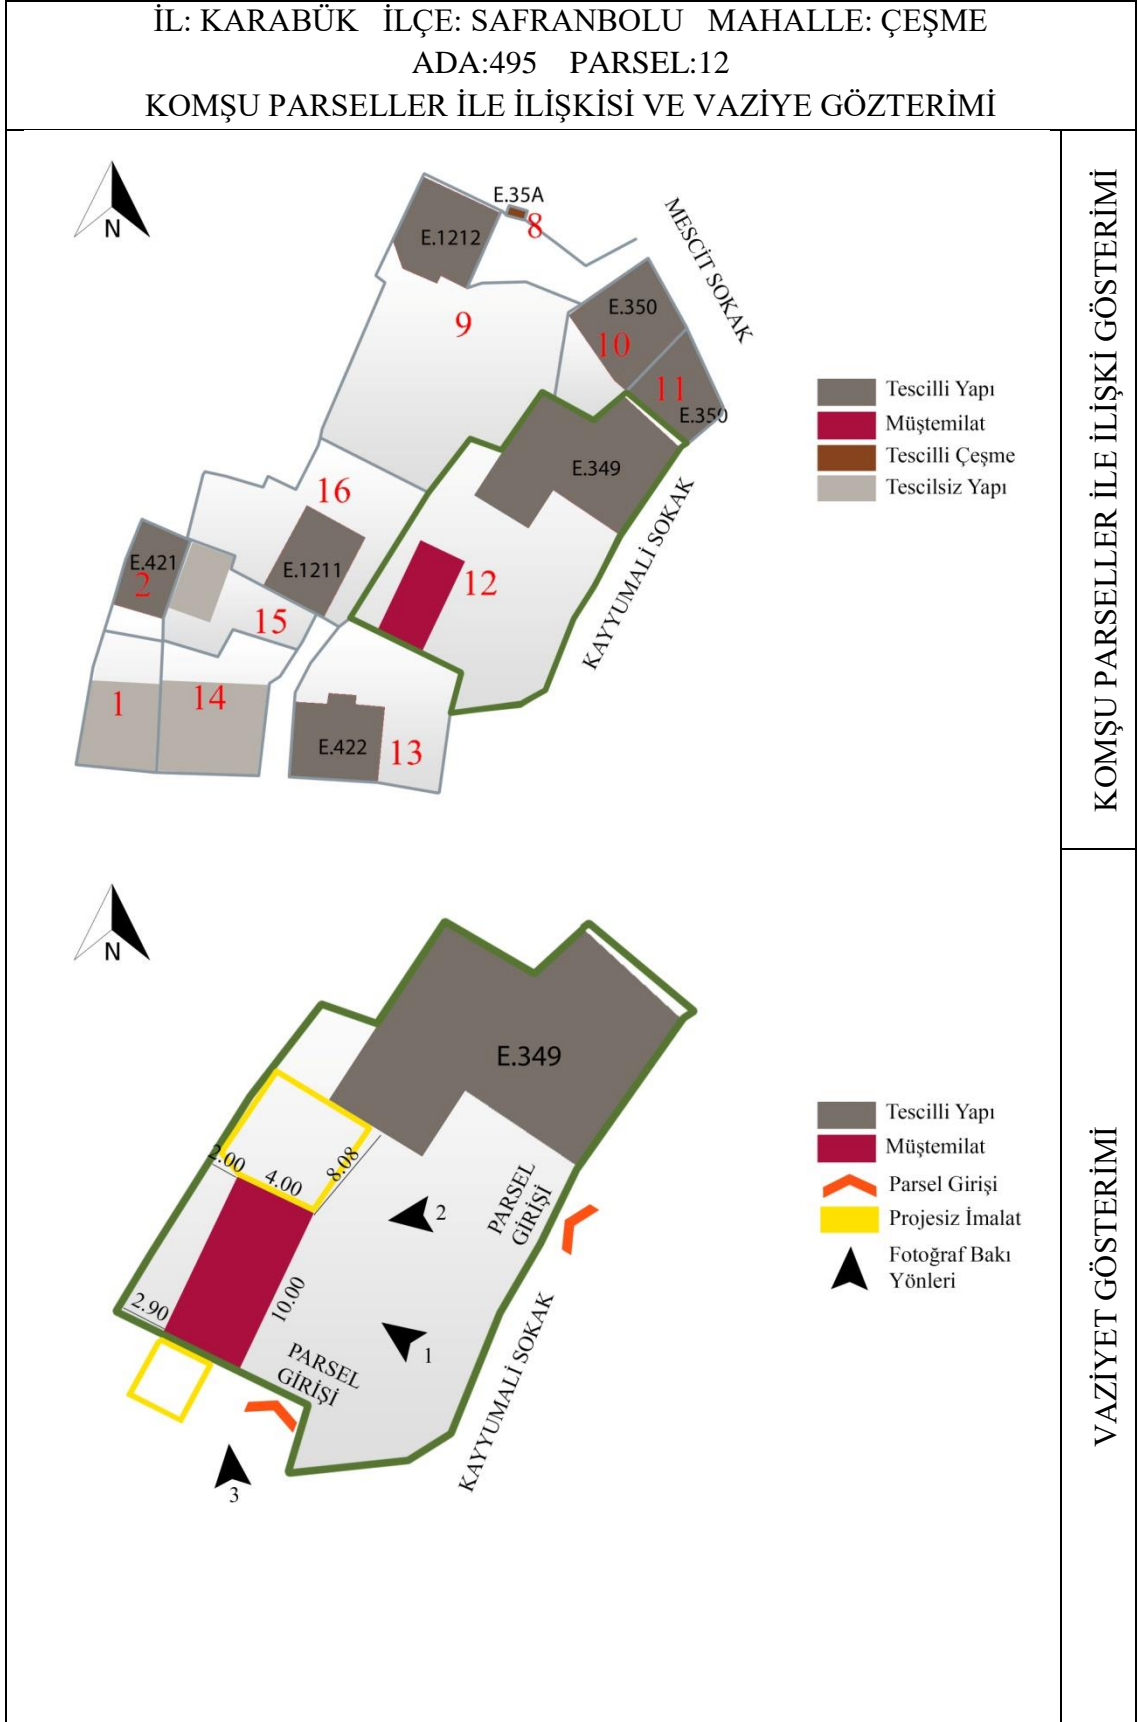 İL: KARABÜK İLÇE: SAFRANBOLU MAHALLE: ÇEŞME
ADA:495 PARSEL:12
KOMŞU PARSELLER İLE İLİŞKİSİ VE VAZİYE GÖZTERİMİ
KOMŞU PARSELLER İLE İLİŞKİ GÖSTERİMİ
N
E.35A
8
E.1212
MESCİT SOKAK
9
E.350
10
11
E.350
E.349
16
KAYYUMALİ SOKAK
E.421
2
E.1211
12
15
1
14
E.422
13
Tescilli Yapı
Müştemilat
Tescilli Çeşme
Tescilsiz Yapı
VAZİYET GÖSTERİMİ
N
E.349
2.00
4.00
8.08
2
PARSEL
GİRİŞİ
2.90
10.00
1
PARSEL
GİRİŞİ
KAYYUMALİ SOKAK
3
Tescilli Yapı
Müştemilat
Parsel Girişi
Projesiz İmalat
Fotoğraf Bakı
Yönleri